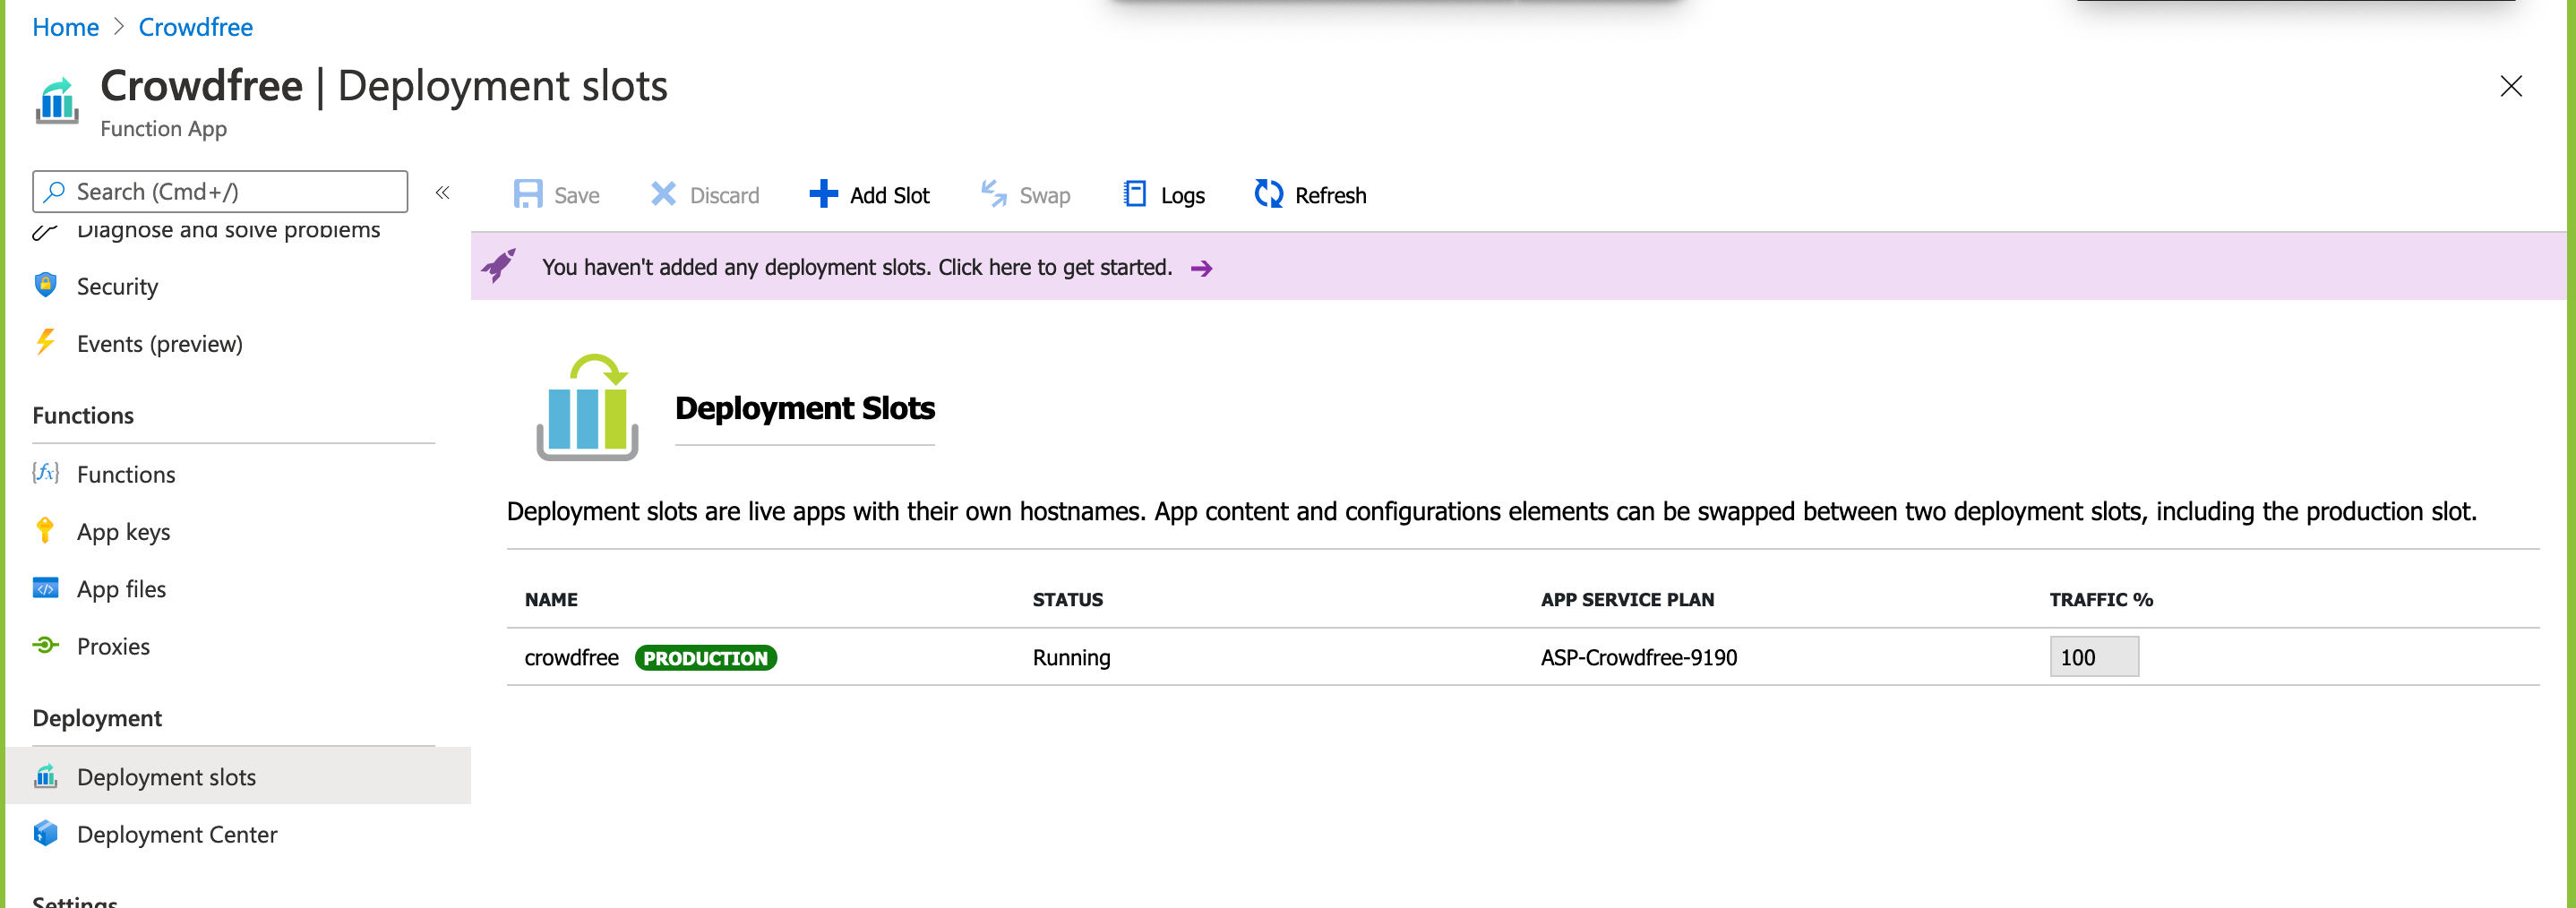 Home > Crowdfree
Crowdfree | Deployment slots
Function App
Search (Cmd+/)
«
Save
Discard
Add Slot
Swap
Logs
Refresh
Diagnose and solve problems
Security
Events (preview)
Functions
Functions
App keys
App files
Proxies
Deployment
Deployment slots
Deployment Center
Settings
You haven't added any deployment slots. Click here to get started. →
Deployment Slots
Deployment slots are live apps with their own hostnames. App content and configurations elements can be swapped between two deployment slots, including the production slot.
NAME STATUS APP SERVICE PLAN TRAFFIC %
crowdfree PRODUCTION Running ASP-Crowdfree-9190 100